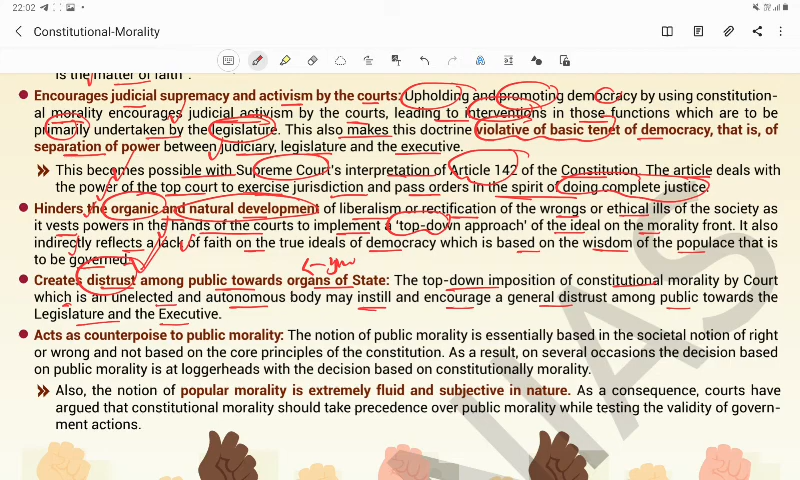 22:02
Constitutional-Morality
is the matter of faith".
Encourages judicial supremacy and activism by the courts: Upholding and promoting democracy by using constitution-
al morality encourages judicial activism by the courts, leading to interventions in those functions which are to be
primarily undertaken by the legislature. This also makes this doctrine violative of basic tenet of democracy, that is, of
separation of power between judiciary, legislature and the executive.
This becomes possible with Supreme Court's interpretation of Article 142 of the Constitution. The article deals with
the power of the top court to exercise jurisdiction and pass orders in the spirit of doing complete justice.
Hinders the organic and natural development of liberalism or rectification of the wrongs or ethical ills of the society as
it vests powers in the hands of the courts to implement a 'top-down approach' of the ideal on the morality front. It also
indirectly reflects a lack of faith on the true ideals of democracy which is based on the wisdom of the populace that is
to be governed.
Creates distrust among public towards organs of State: The top-down imposition of constitutional morality by Court
which is an unelected and autonomous body may instill and encourage a general distrust among public towards the
Legislature and the Executive.
Acts as counterpoise to public morality: The notion of public morality is essentially based in the societal notion of right
or wrong and not based on the core principles of the constitution. As a result, on several occasions the decision based
on public morality is at loggerheads with the decision based on constitutionally morality.
Also, the notion of popular morality is extremely fluid and subjective in nature. As a consequence, courts have
argued that constitutional morality should take precedence over public morality while testing the validity of govern-
ment actions.